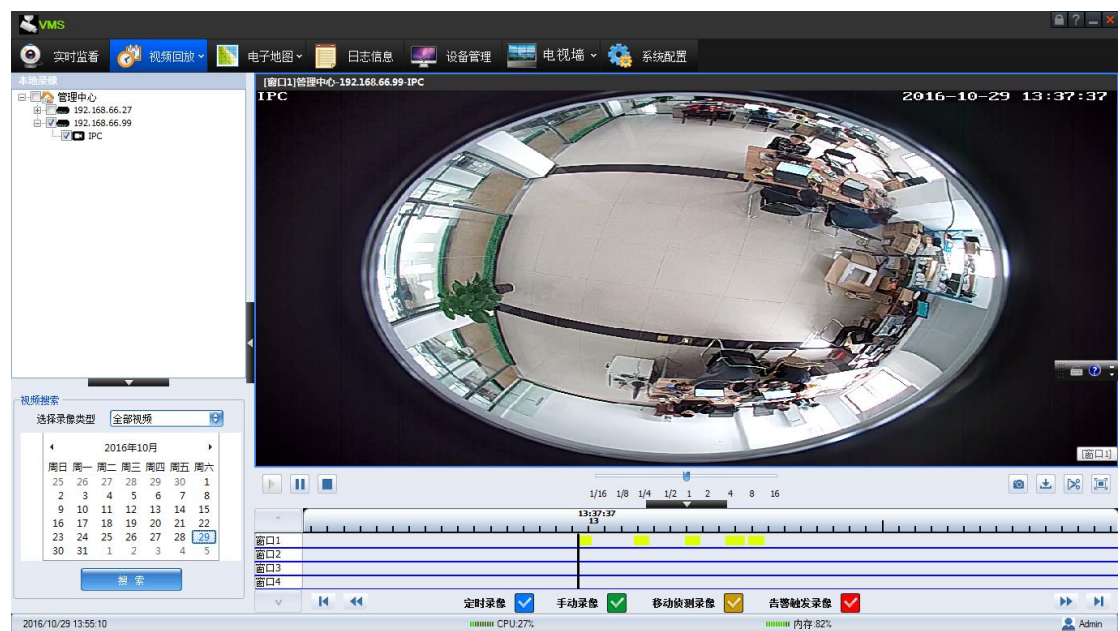 VMS
实时监看 视频回放 电子地图 日志信息 设备管理 电视墙 系统配置
本地录像
管理中心
192.168.66.27
192.168.66.99
IPC
[窗口1]管理中心-192.168.66.99-IPC
IPC 2016-10-29 13:37:37
[窗口1]
视频搜索
选择录像类型 全部视频
2016年10月
周日 周一 周二 周三 周四 周五 周六
25 26 27 28 29 30 1
2 3 4 5 6 7 8
9 10 11 12 13 14 15
16 17 18 19 20 21 22
23 24 25 26 27 28 29
30 31 1 2 3 4 5
搜索
1/16 1/8 1/4 1/2 1 2 4 8 16
13:37:37
13
窗口1
窗口2
窗口3
窗口4
定时录像 手动录像 移动侦测录像 告警触发录像
2016/10/29 13:55:10 CPU:27% 内存:82% Admin